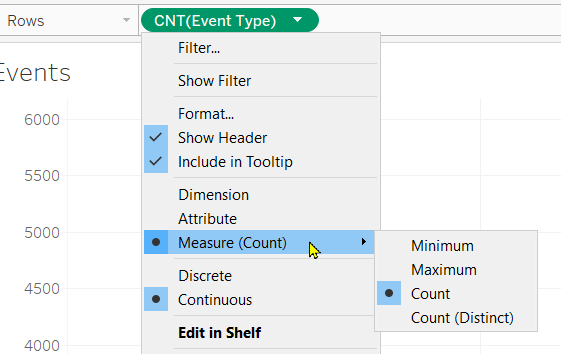 Rows
CNT(Event Type)
Events
6000
5500
5000
4500
4000
Filter...
Show Filter
Format...
Show Header
Include in Tooltip
Dimension
Attribute
Measure (Count)
Discrete
Continuous
Edit in Shelf
Minimum
Maximum
Count
Count (Distinct)